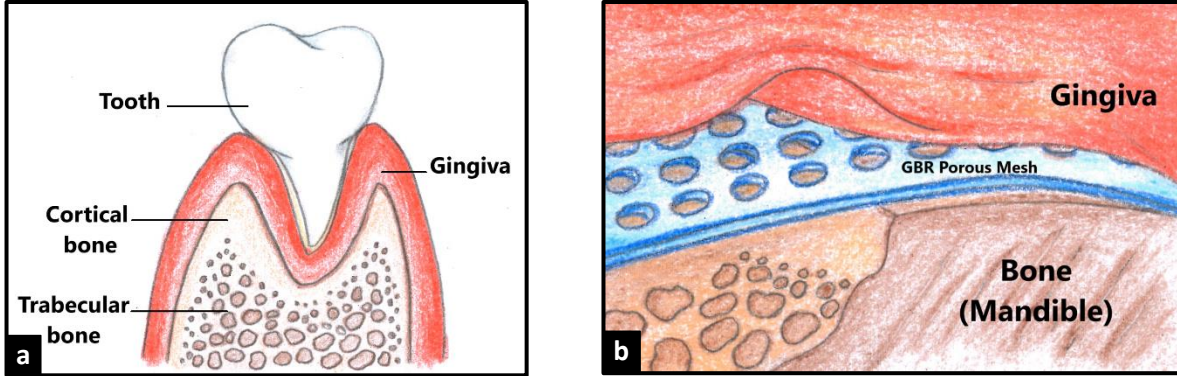 Tooth
Gingiva
Cortical
bone
Trabecular
bone
a
Gingiva
GBR Porous Mesh
Bone
(Mandible)
b